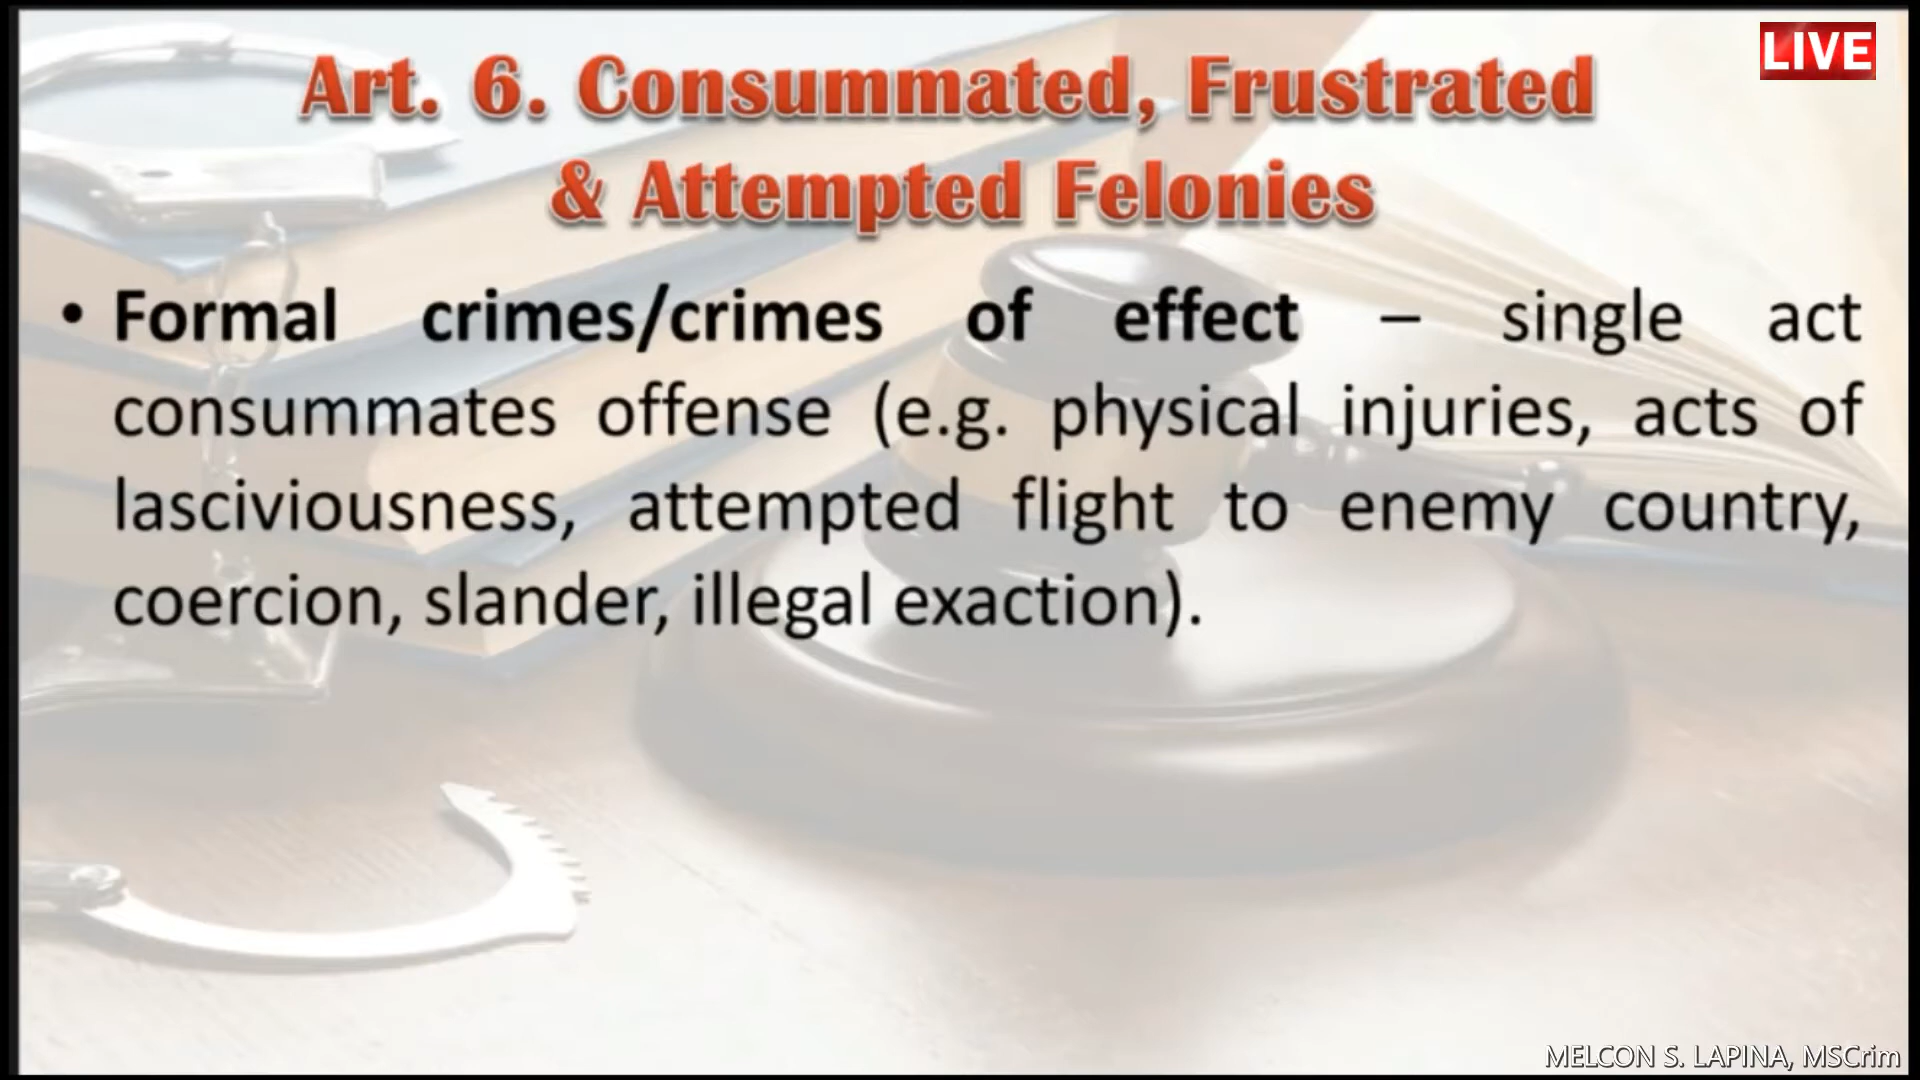 LIVE
Art. 6. Consummated, Frustrated
& Attempted Felonies
• Formal crimes/crimes of effect – single act
consummates offense (e.g. physical injuries, acts of
lasciviousness, attempted flight to enemy country,
coercion, slander, illegal exaction).
MELCON S. LAPINA, MSCrim